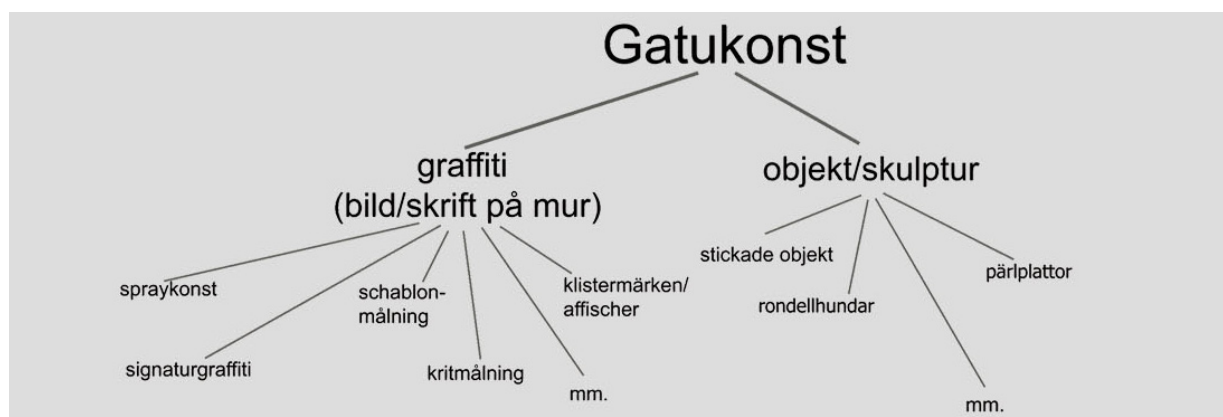 Gatukonst
graffiti
(bild/skrift på mur)
objekt/skulptur
spraykonst
signaturgraffiti
schablon-
målning
kritmålning
mm.
klistermärken/
affischer
stickade objekt
rondellhundar
mm.
pärlplattor